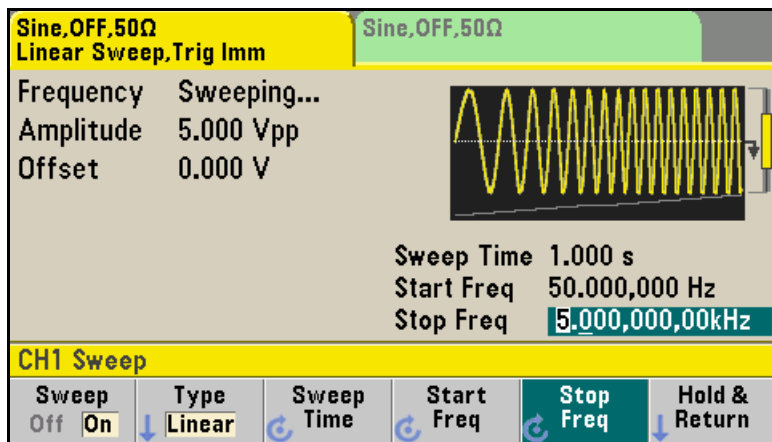 Sine,OFF,50Ω
Linear Sweep,Trig Imm
Sine,OFF,50Ω
Frequency Sweeping...
Amplitude 5.000 Vpp
Offset 0.000 V
Sweep Time 1.000 s
Start Freq 50.000,000 Hz
Stop Freq 5.000,000,00kHz
CH1 Sweep
Sweep
Off On
Type
Linear
Sweep
Time
Start
Freq
Stop
Freq
Hold &
Return